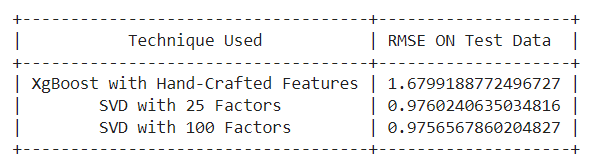 +----------------------------------+--------------------+
| Technique Used | RMSE ON Test Data |
+----------------------------------+--------------------+
| XgBoost with Hand-Crafted Features | 1.6799188772496727 |
| SVD with 25 Factors | 0.9760240635034816 |
| SVD with 100 Factors | 0.9756567860204827 |
+----------------------------------+--------------------+